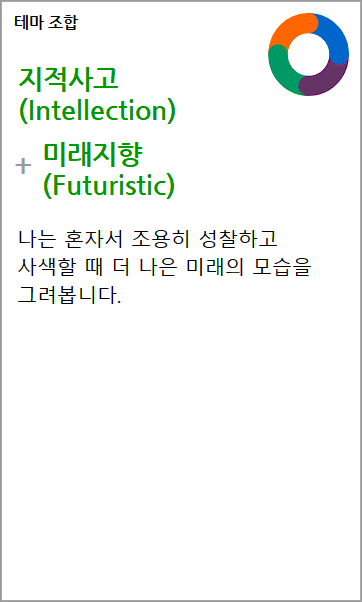 테마 조합
지적사고
(Intellection)
+ 미래지향
(Futuristic)
나는 혼자서 조용히 성찰하고
사색할 때 더 나은 미래의 모습을
그려봅니다.